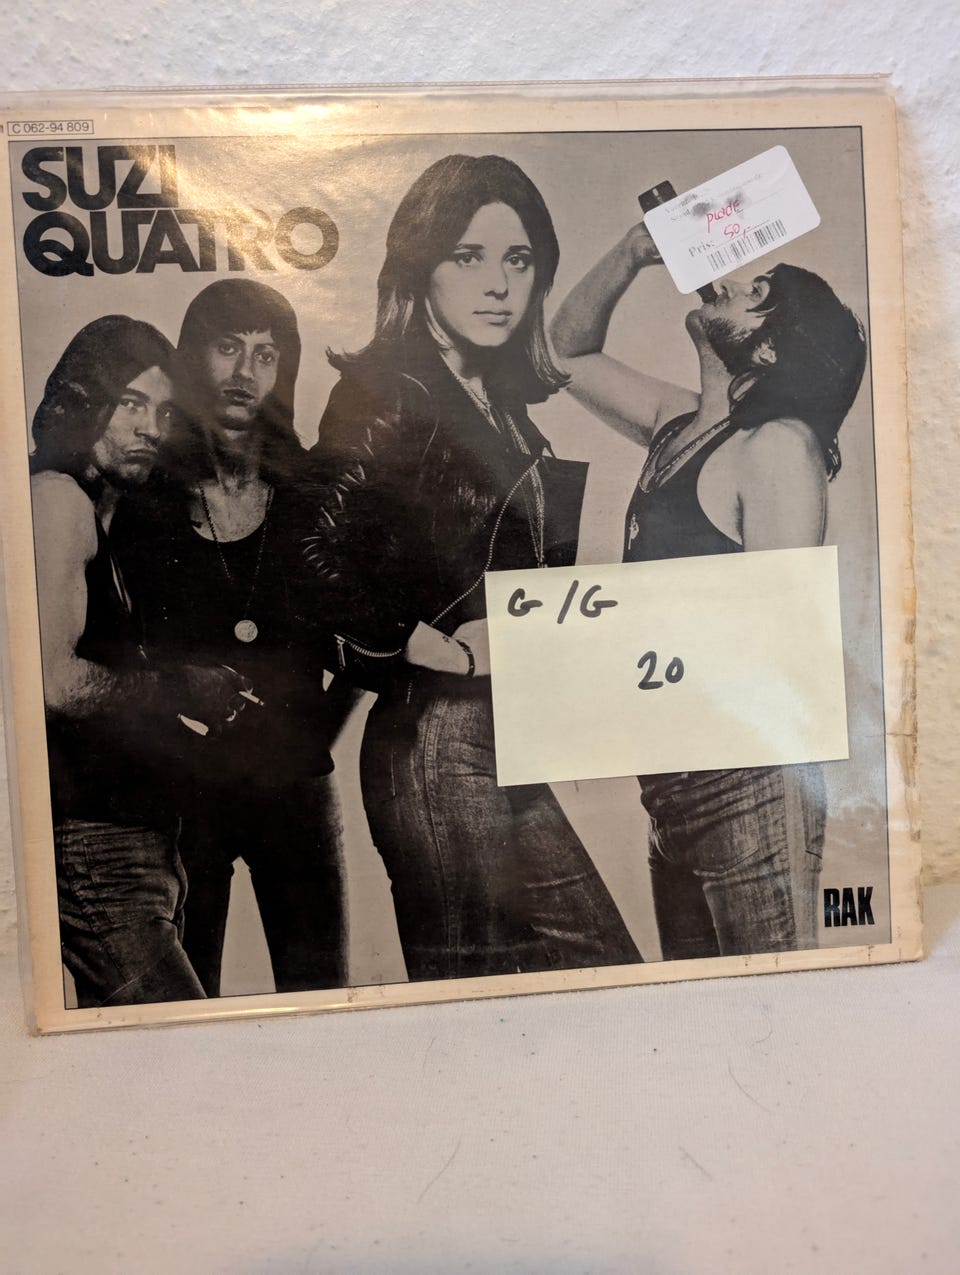 C 062-94 809
SUZI
QUATRO
PLADE
Pris: 50,-
G/G
20
RAK